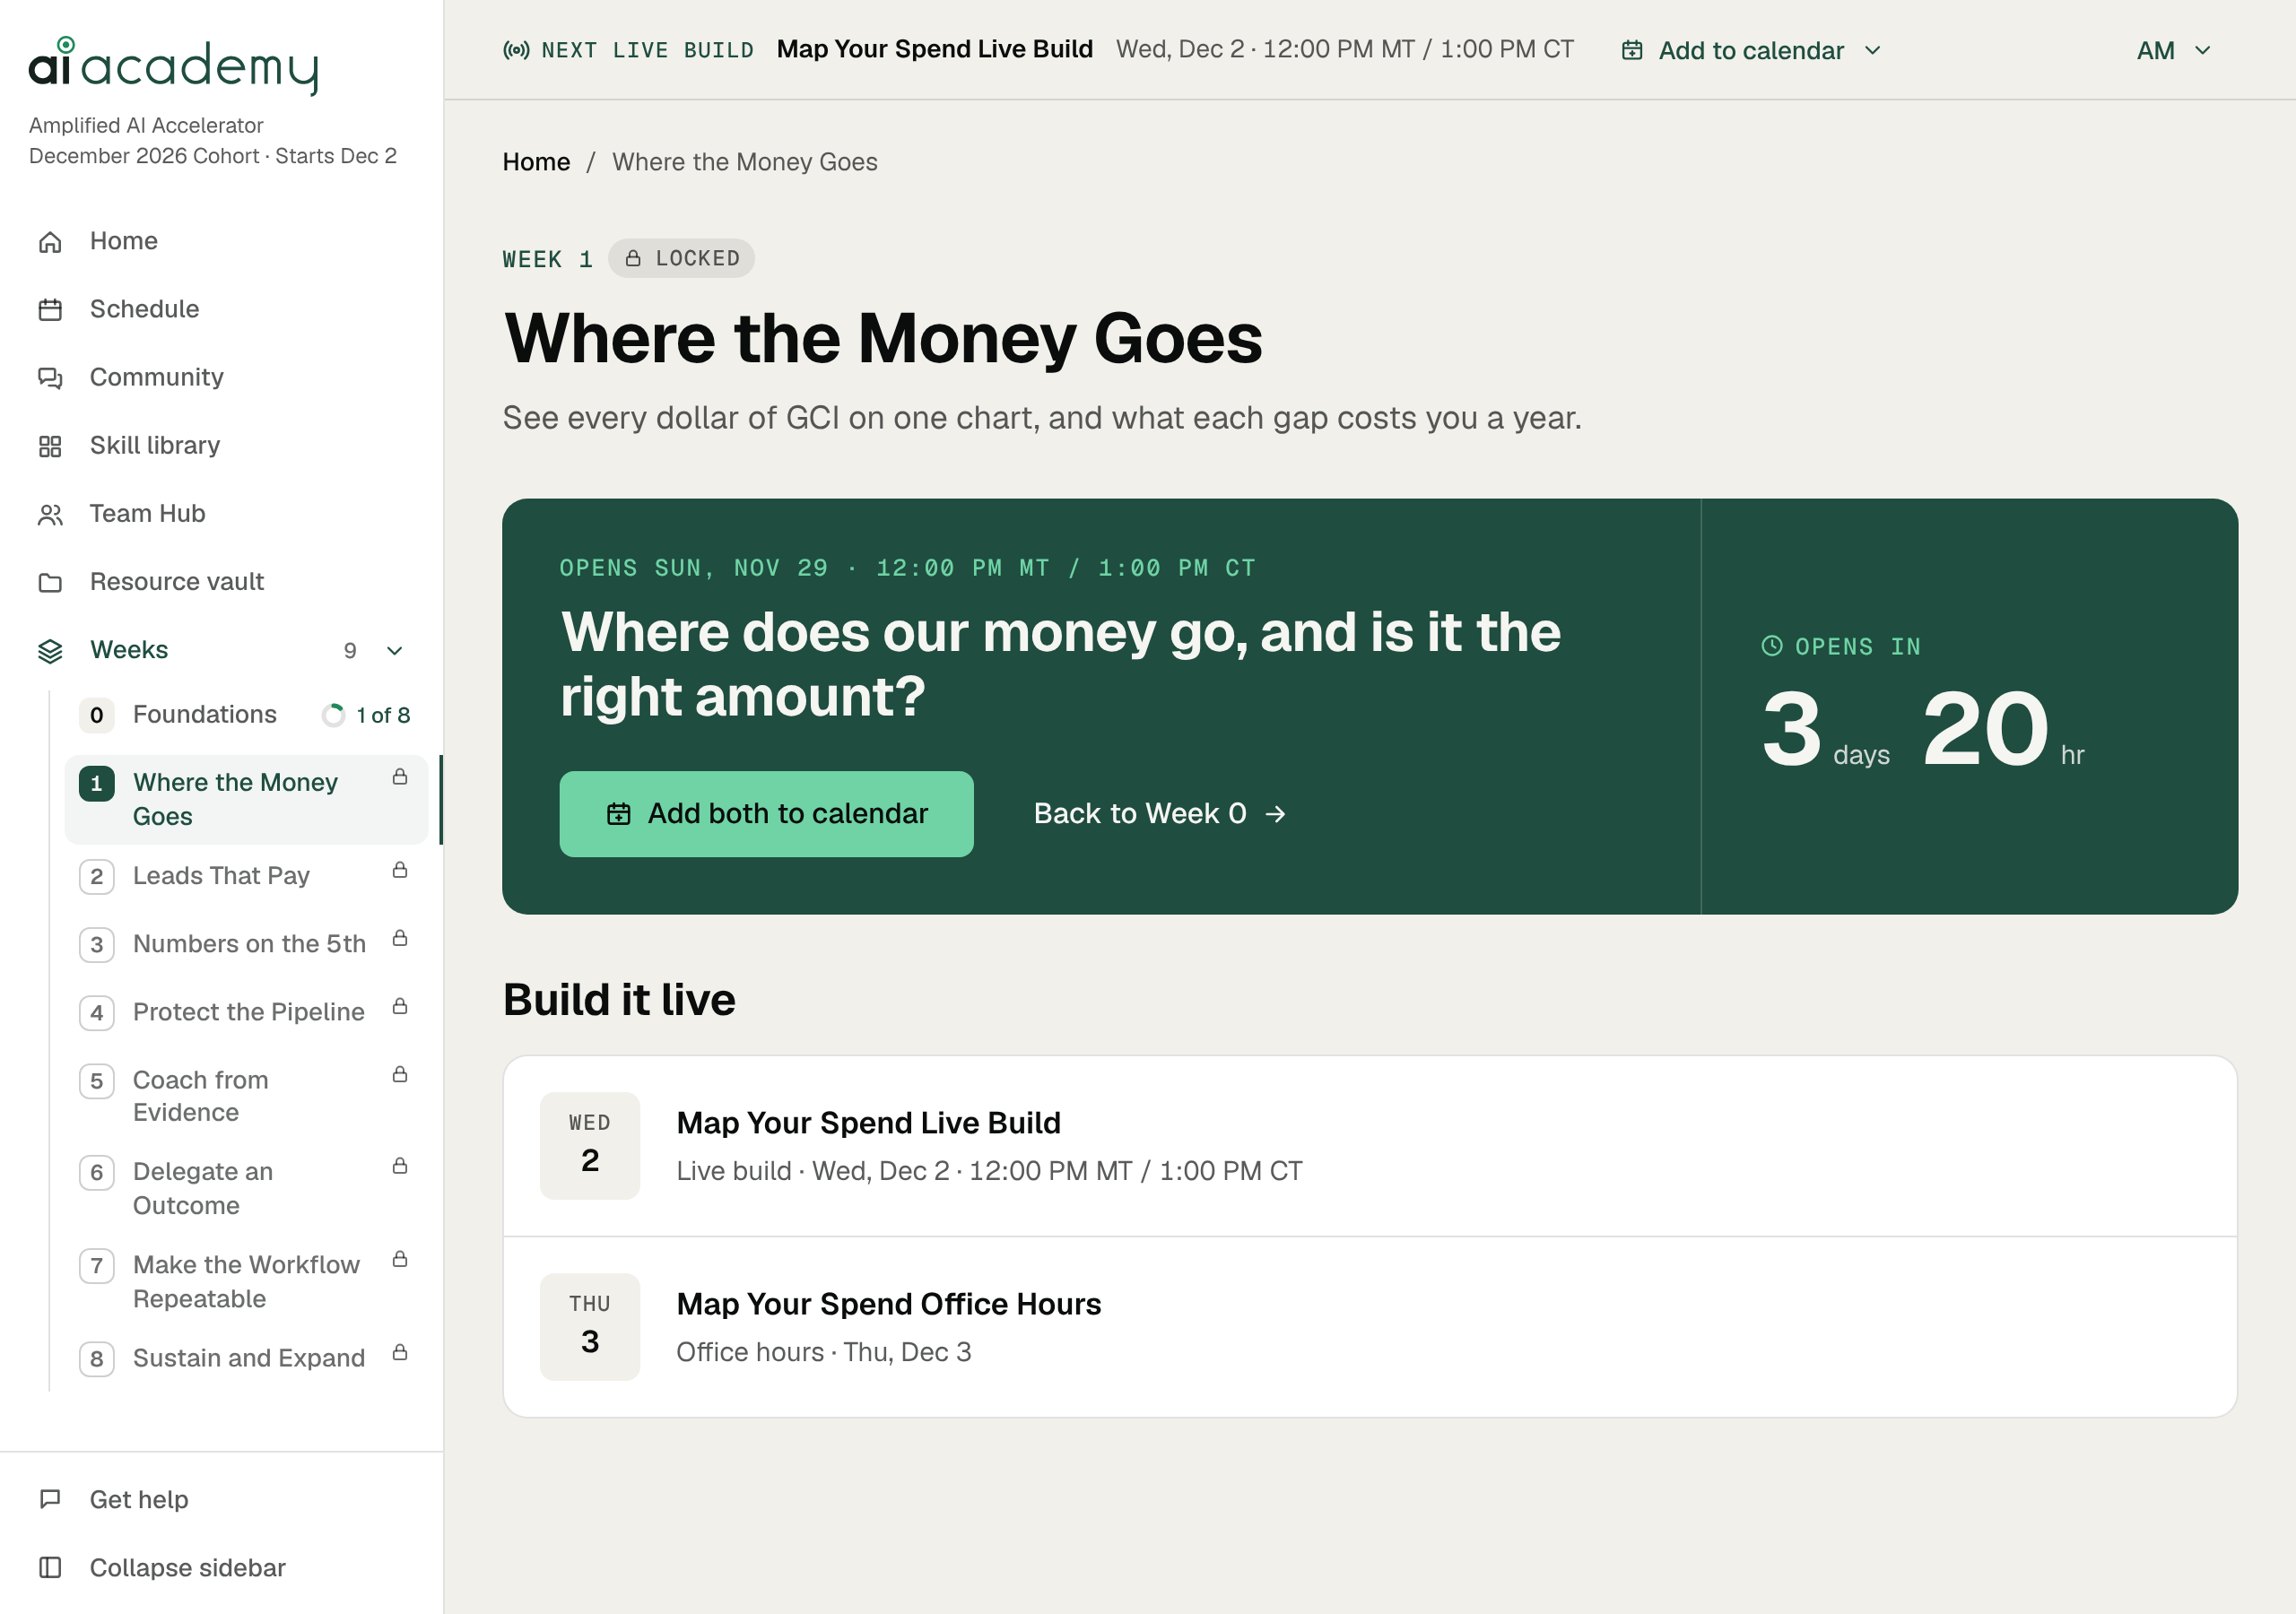 ai academy
Amplified AI Accelerator
December 2026 Cohort · Starts Dec 2
Home
Schedule
Community
Skill library
Team Hub
Resource vault
Weeks 9
0 Foundations 1 of 8
1 Where the Money
Goes
2 Leads That Pay
3 Numbers on the 5th
4 Protect the Pipeline
5 Coach from
Evidence
6 Delegate an
Outcome
7 Make the Workflow
Repeatable
8 Sustain and Expand
Get help
Collapse sidebar
NEXT LIVE BUILD Map Your Spend Live Build Wed, Dec 2 · 12:00 PM MT / 1:00 PM CT Add to calendar AM
Home / Where the Money Goes
WEEK 1 LOCKED
Where the Money Goes
See every dollar of GCI on one chart, and what each gap costs you a year.
OPENS SUN, NOV 29 · 12:00 PM MT / 1:00 PM CT
Where does our money go, and is it the
right amount?
Add both to calendar Back to Week 0 →
OPENS IN
3 days 20 hr
Build it live
WED
2
Map Your Spend Live Build
Live build · Wed, Dec 2 · 12:00 PM MT / 1:00 PM CT
THU
3
Map Your Spend Office Hours
Office hours · Thu, Dec 3